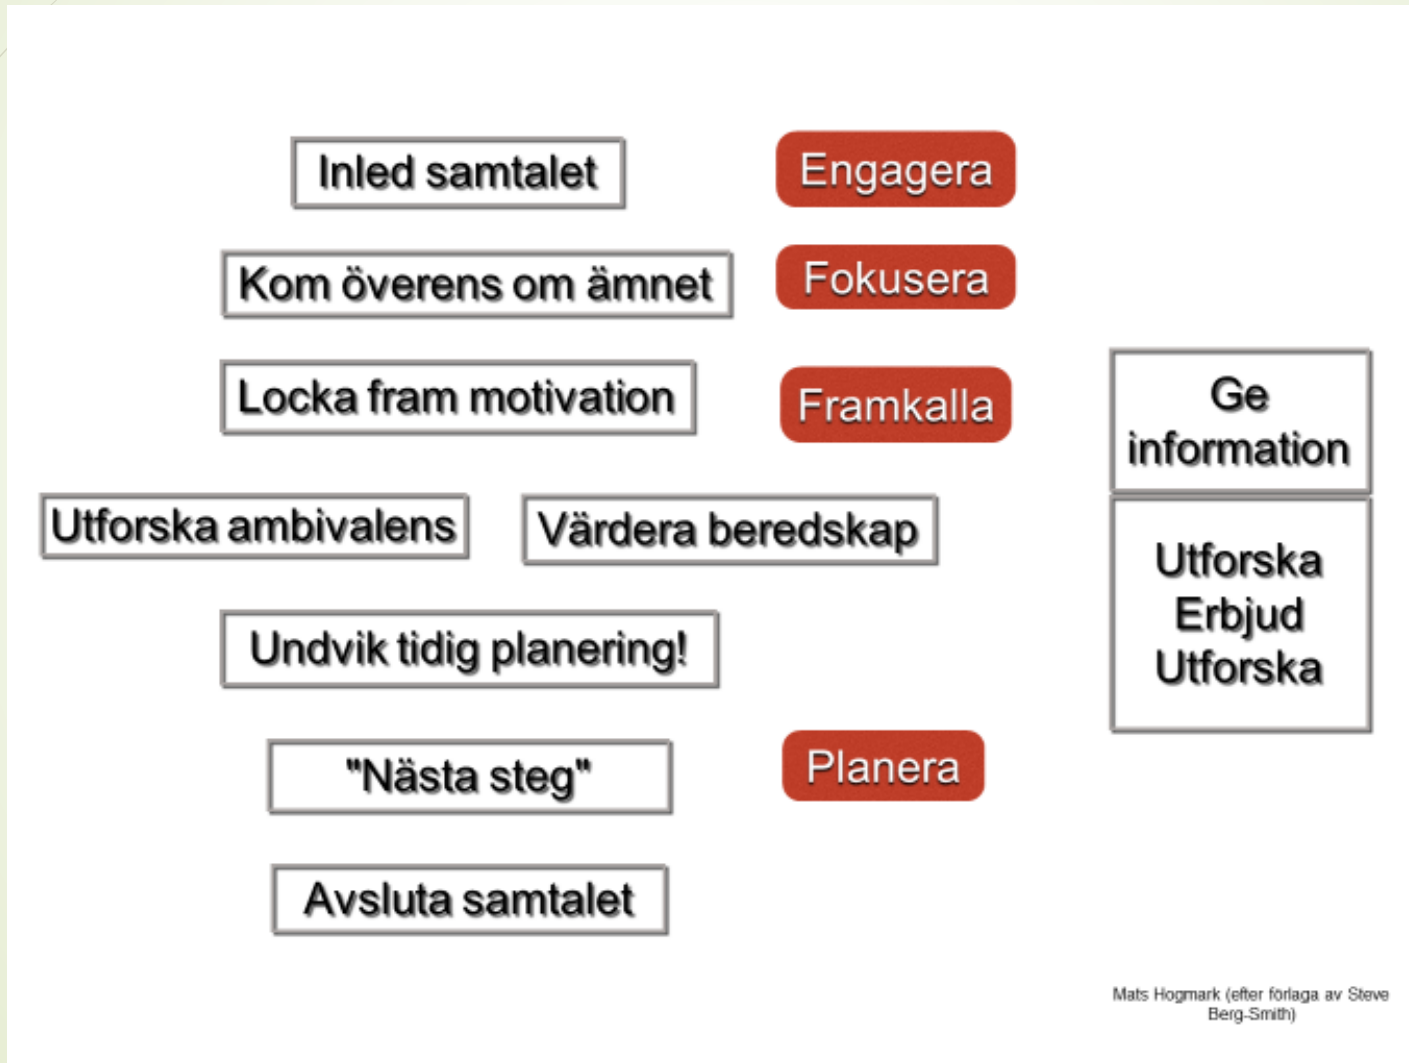 Inled samtalet
Engagera
Kom överens om ämnet
Fokusera
Locka fram motivation
Framkalla
Ge
information
Utforska ambivalens
Värdera beredskap
Utforska
Erbjud
Utforska
Undvik tidig planering!
"Nästa steg"
Planera
Avsluta samtalet
Mats Hogmark (efter förlaga av Steve
Berg-Smith)